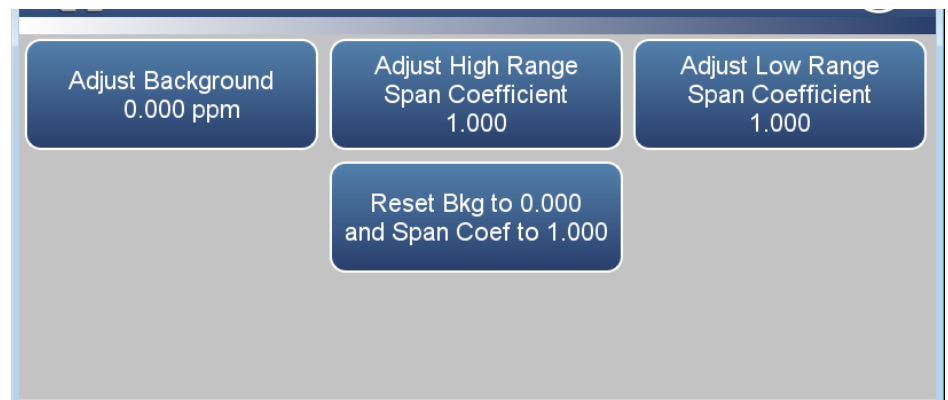 Adjust Background
0.000 ppm
Adjust High Range
Span Coefficient
1.000
Adjust Low Range
Span Coefficient
1.000
Reset Bkg to 0.000
and Span Coef to 1.000